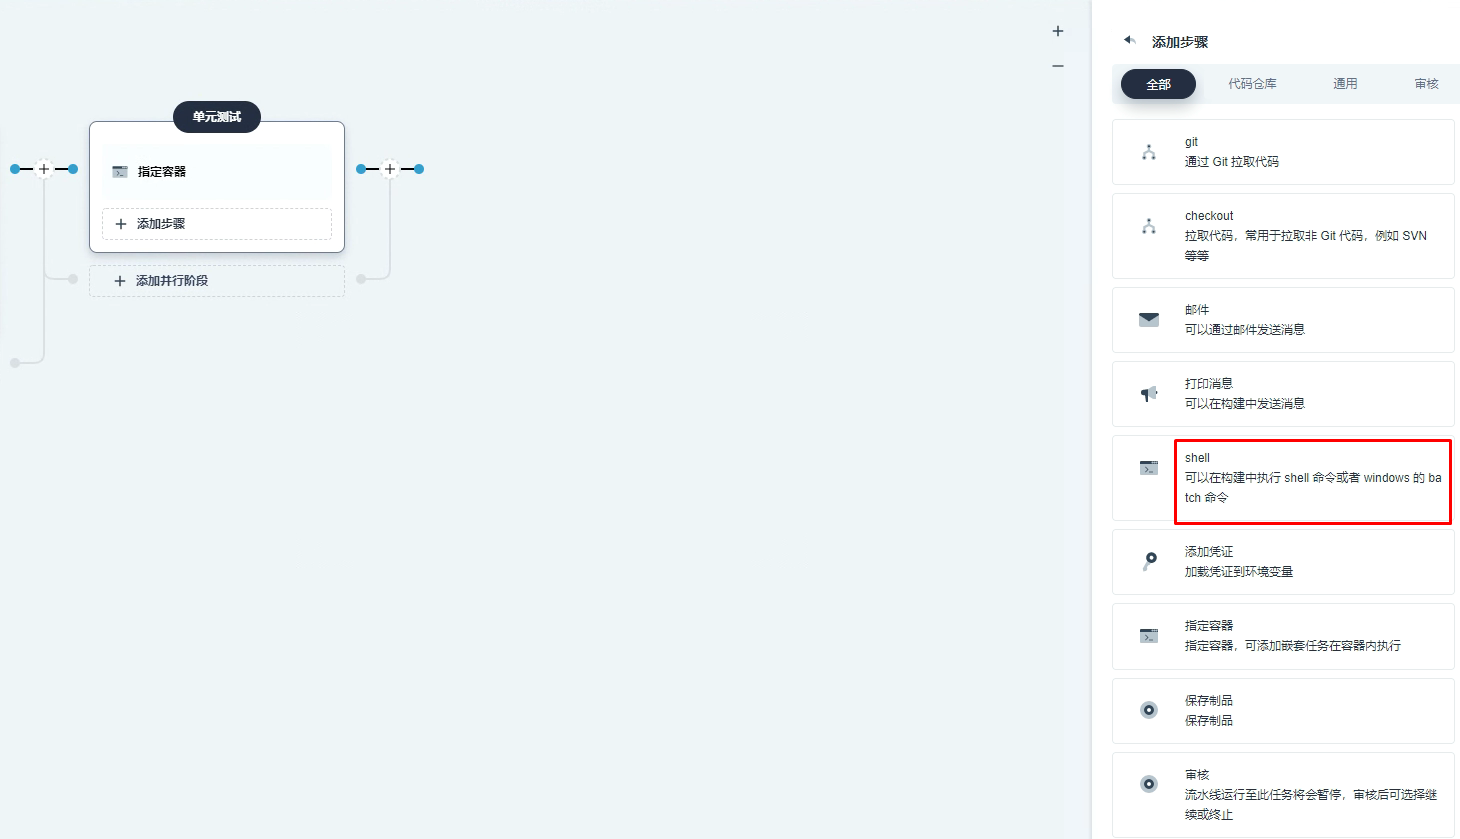 单元测试
指定容器
添加步骤
添加并行阶段
添加步骤
全部 代码仓库 通用 审核
git
通过 Git 拉取代码
checkout
拉取代码，常用于拉取非 Git 代码，例如 SVN
等等
邮件
可以通过邮件发送消息
打印消息
可以在构建中发送消息
shell
可以在构建中执行 shell 命令或者 windows 的 ba
tch 命令
添加凭证
加载凭证到环境变量
指定容器
指定容器，可添加嵌套任务在容器内执行
保存制品
保存制品
审核
流水线运行至此任务将会暂停，审核后可选择继
续或终止